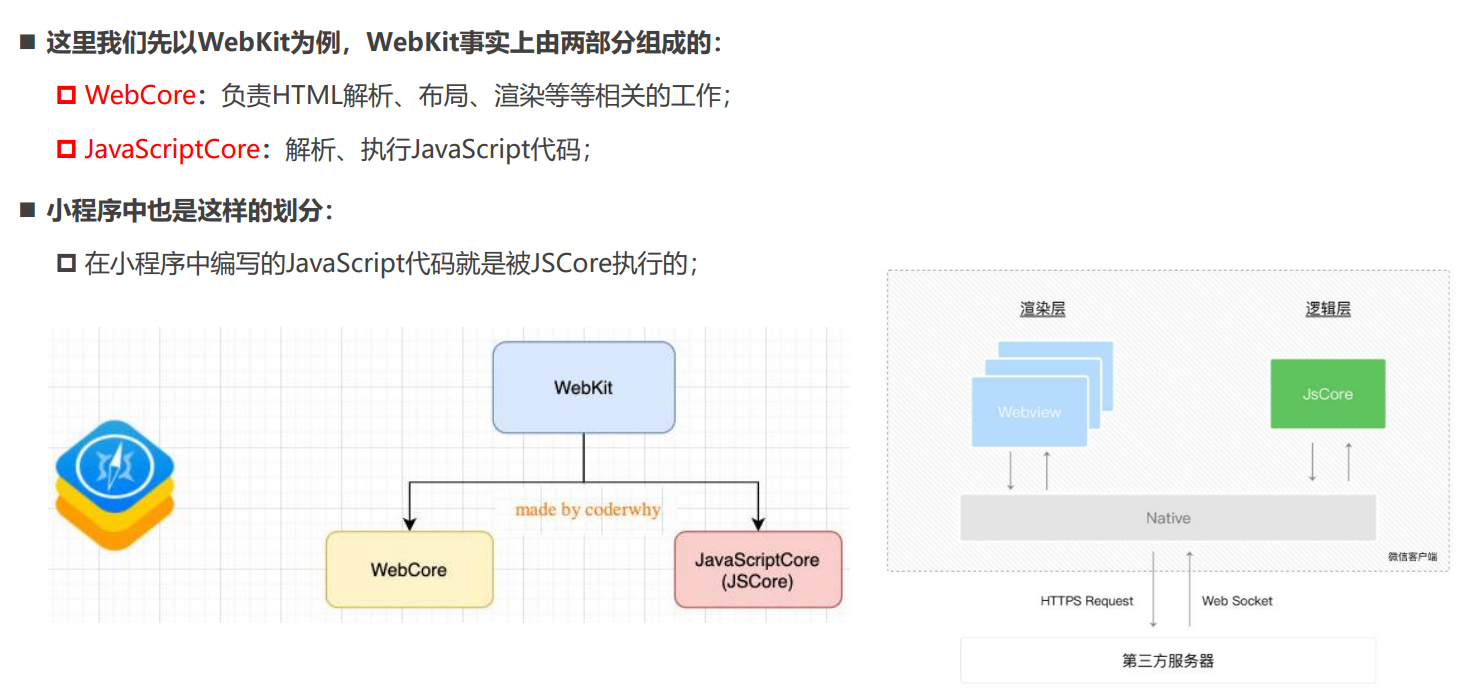 这里我们先以WebKit为例，WebKit事实上由两部分组成的：
WebCore：负责HTML解析、布局、渲染等等相关的工作；
JavaScriptCore：解析、执行JavaScript代码；
小程序中也是这样的划分：
在小程序中编写的JavaScript代码就是被JSCore执行的；
WebKit
made by coderwhy
WebCore
JavaScriptCore
(JSCore)
渲染层
逻辑层
Webview
JsCore
Native
微信客户端
HTTPS Request
Web Socket
第三方服务器